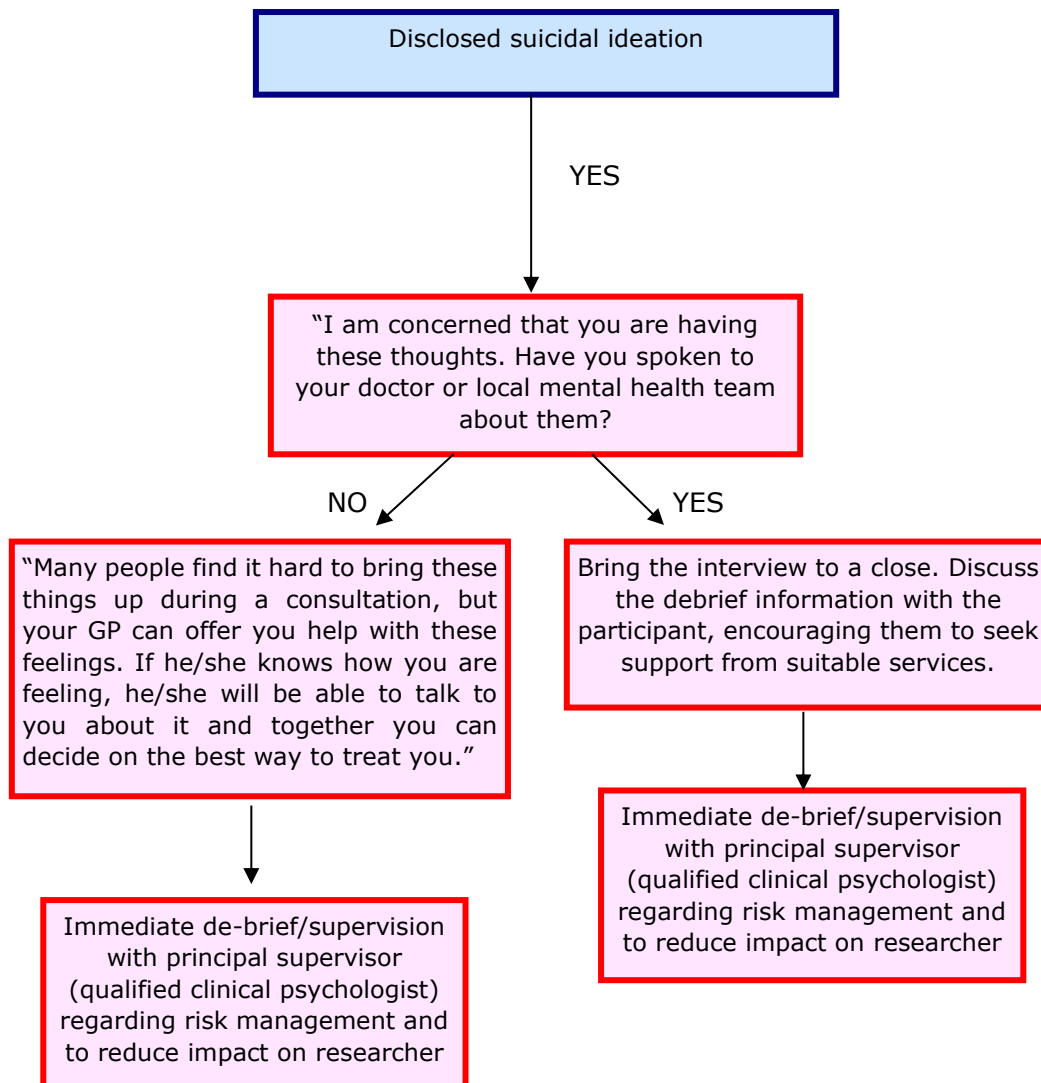 Disclosed suicidal ideation
YES
“I am concerned that you are having
these thoughts. Have you spoken to
your doctor or local mental health team
about them?
NO
YES
“Many people find it hard to bring these
things up during a consultation, but
your GP can offer you help with these
feelings. If he/she knows how you are
feeling, he/she will be able to talk to
you about it and together you can
decide on the best way to treat you.”
Bring the interview to a close. Discuss
the debrief information with the
participant, encouraging them to seek
support from suitable services.
Immediate de-brief/supervision
with principal supervisor
(qualified clinical psychologist)
regarding risk management and
to reduce impact on researcher
Immediate de-brief/supervision
with principal supervisor
(qualified clinical psychologist)
regarding risk management and
to reduce impact on researcher